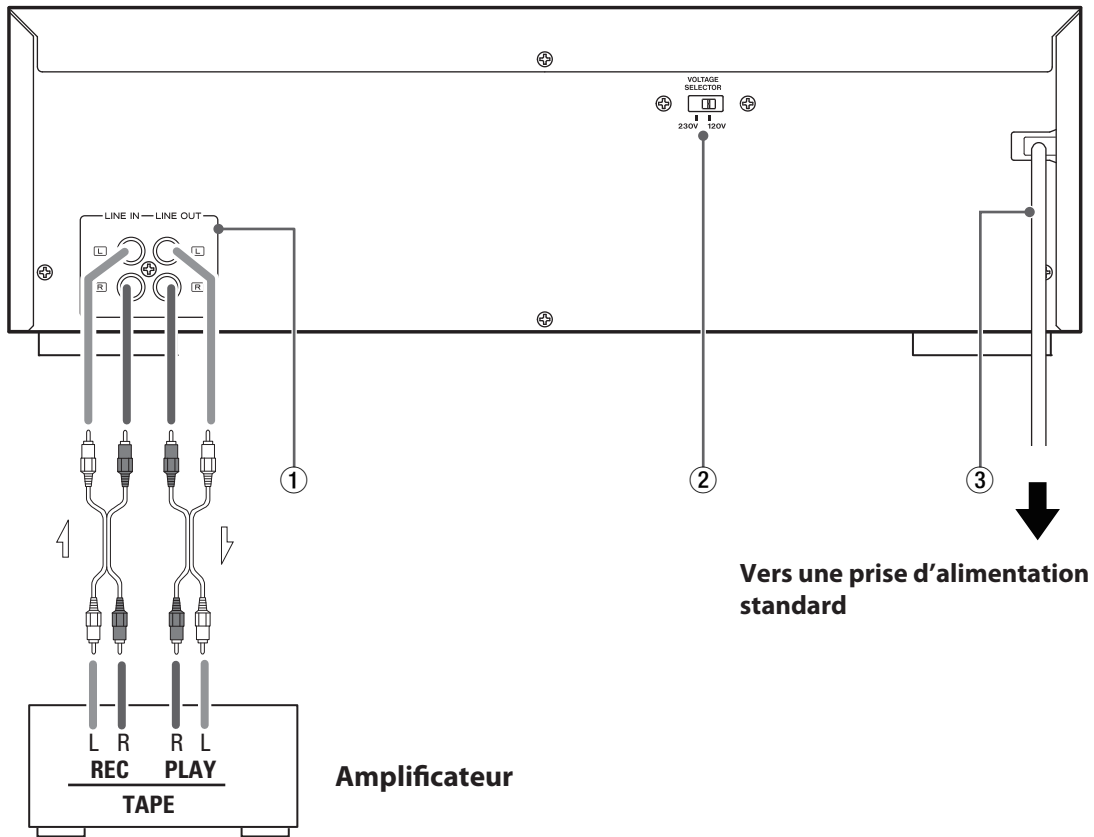 VOLTAGE
SELECTOR
230V 120V
LINE IN LINE OUT
L L
R R
1
2
3
Vers une prise d’alimentation
standard
L R R L
REC PLAY
TAPE
Amplificateur